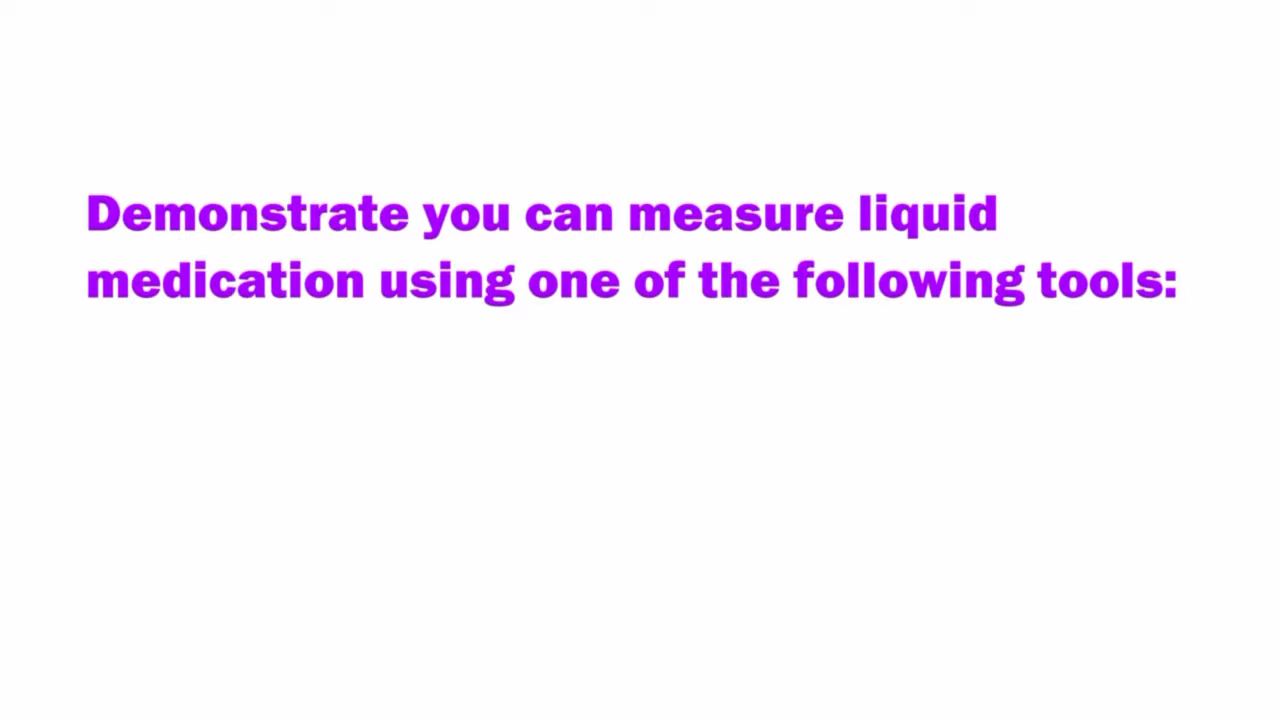 Demonstrate you can measure liquid
medication using one of the following tools: